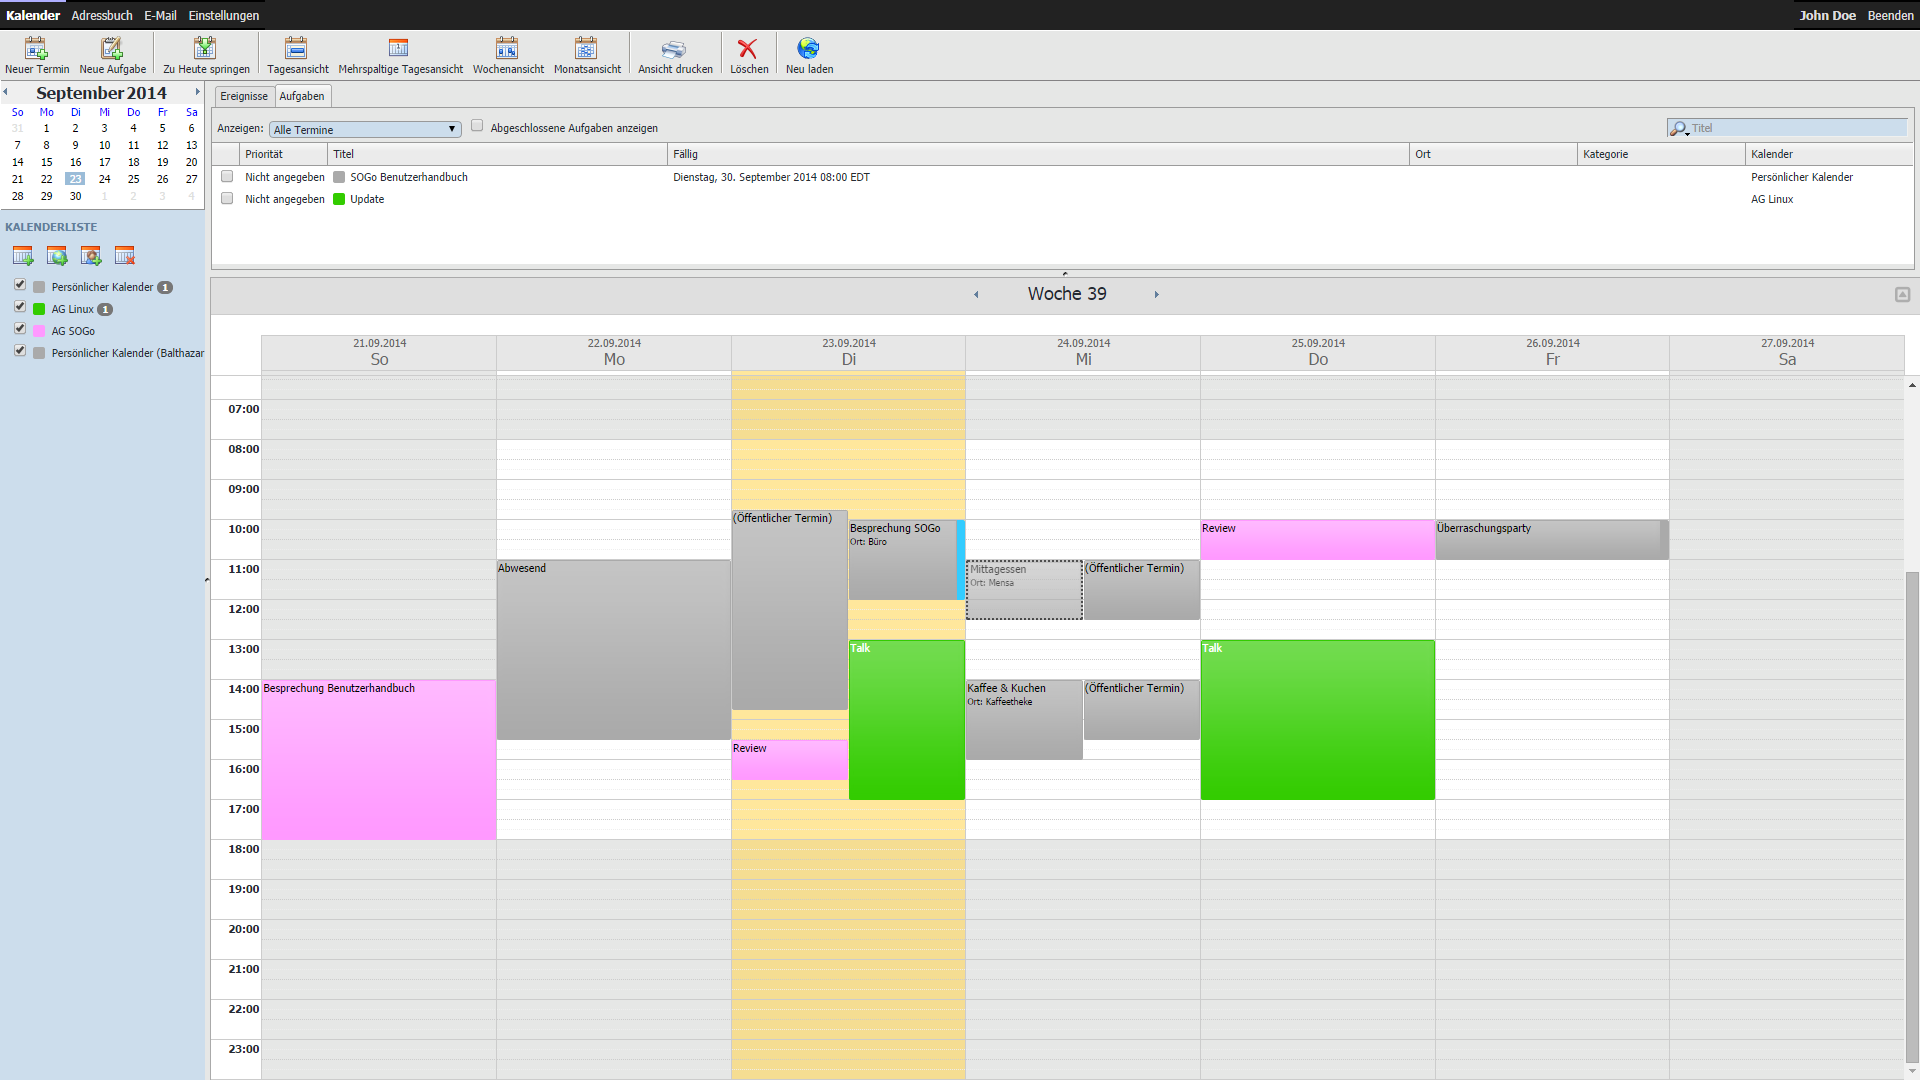 Kalender Adressbuch E-Mail Einstellungen John Doe Beenden
Neuer Termin Neue Aufgabe Zu Heute springen Tagesansicht Mehrspaltige Tagesansicht Wochenansicht Monatsansicht Ansicht drucken Löschen Neu laden
September 2014
So Mo Di Mi Do Fr Sa
31 1 2 3 4 5 6
7 8 9 10 11 12 13
14 15 16 17 18 19 20
21 22 23 24 25 26 27
28 29 30 1 2 3 4
KALENDERLISTE
Persönlicher Kalender 1
AG Linux 1
AG SOGo
Persönlicher Kalender (Balthazar
Ereignisse Aufgaben
Anzeigen: Alle Termine Abgeschlossene Aufgaben anzeigen Titel
Priorität Titel Fällig Ort Kategorie Kalender
Nicht angegeben SOGo Benutzerhandbuch Dienstag, 30. September 2014 08:00 EDT Persönlicher Kalender
Nicht angegeben Update AG Linux
Woche 39
21.09.2014 22.09.2014 23.09.2014 24.09.2014 25.09.2014 26.09.2014 27.09.2014
So Mo Di Mi Do Fr Sa
07:00
08:00
09:00
(Öffentlicher Termin)
10:00 Besprechung SOGo Review Überraschungsparty
Ort: Büro
11:00 Abwesend Mittagessen (Öffentlicher Termin)
Ort: Mensa
12:00
13:00 Talk Talk
14:00 Besprechung Benutzerhandbuch Kaffee & Kuchen (Öffentlicher Termin)
Ort: Kaffeetheke
15:00
Review
16:00
17:00
18:00
19:00
20:00
21:00
22:00
23:00